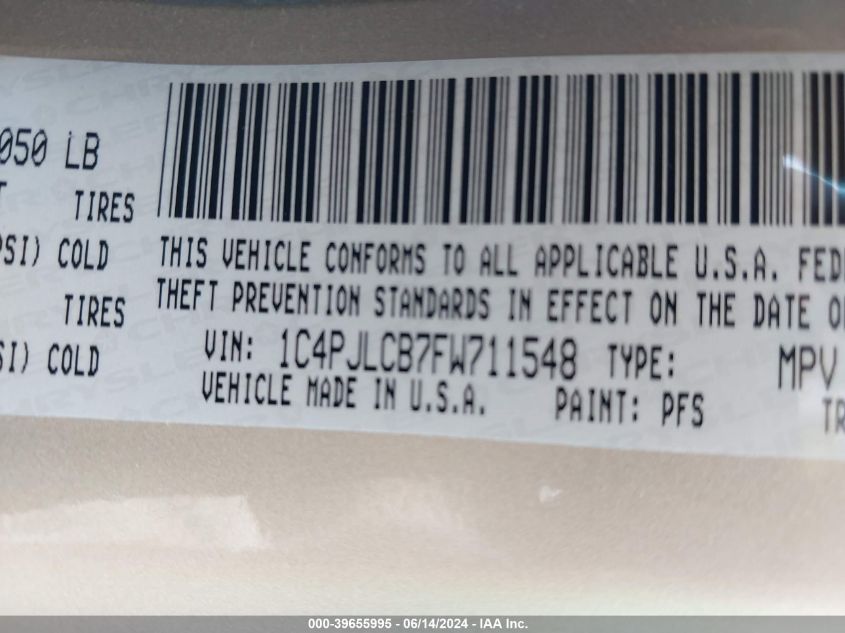 050 LB
TIRES
SI) COLD
TIRES
SI) COLD
THIS VEHICLE CONFORMS TO ALL APPLICABLE U.S.A. FEDE
THEFT PREVENTION STANDARDS IN EFFECT ON THE DATE O
VIN: 1C4PJLCB7FW711548 TYPE: MPV
VEHICLE MADE IN U.S.A. PAINT: PFS TR
000-39655995 - 06/14/2024 - IAA Inc.